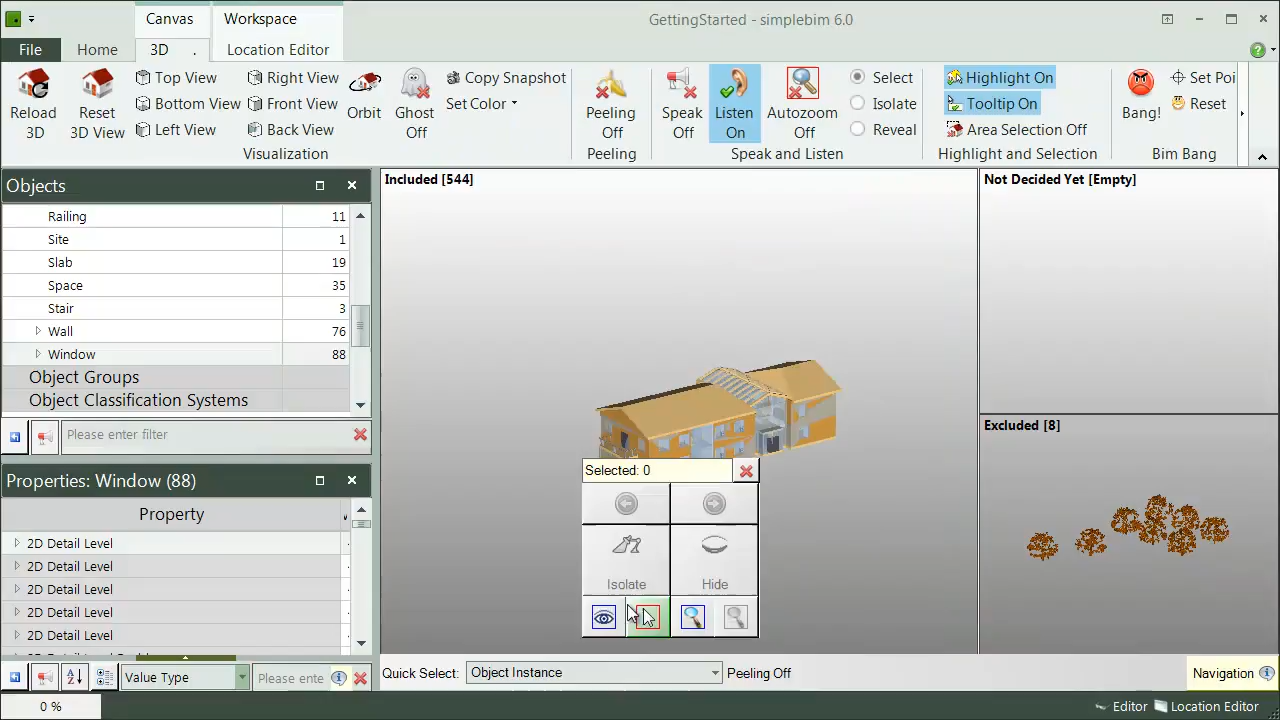 Canvas
Workspace
GettingStarted - simplebim 6.0
File
Home
3D
Location Editor
Reload 3D
Reset 3D View
Top View
Bottom View
Left View
Right View
Front View
Back View
Orbit
Ghost Off
Copy Snapshot
Set Color
Visualization
Peeling Off
Peeling
Speak Off
Listen On
Autozoom Off
Select
Isolate
Reveal
Speak and Listen
Highlight On
Tooltip On
Area Selection Off
Highlight and Selection
Bang!
Set Poi
Reset
Bim Bang
Objects
Railing 11
Site 1
Slab 19
Space 35
Stair 3
Wall 76
Window 88
Object Groups
Object Classification Systems
Please enter filter
Properties: Window (88)
Property
2D Detail Level
2D Detail Level
2D Detail Level
2D Detail Level
2D Detail Level
Value Type
Please ente
Included [544]
Not Decided Yet [Empty]
Excluded [8]
Selected: 0
Isolate
Hide
Quick Select:
Object Instance
Peeling Off
Navigation
0 %
Editor
Location Editor